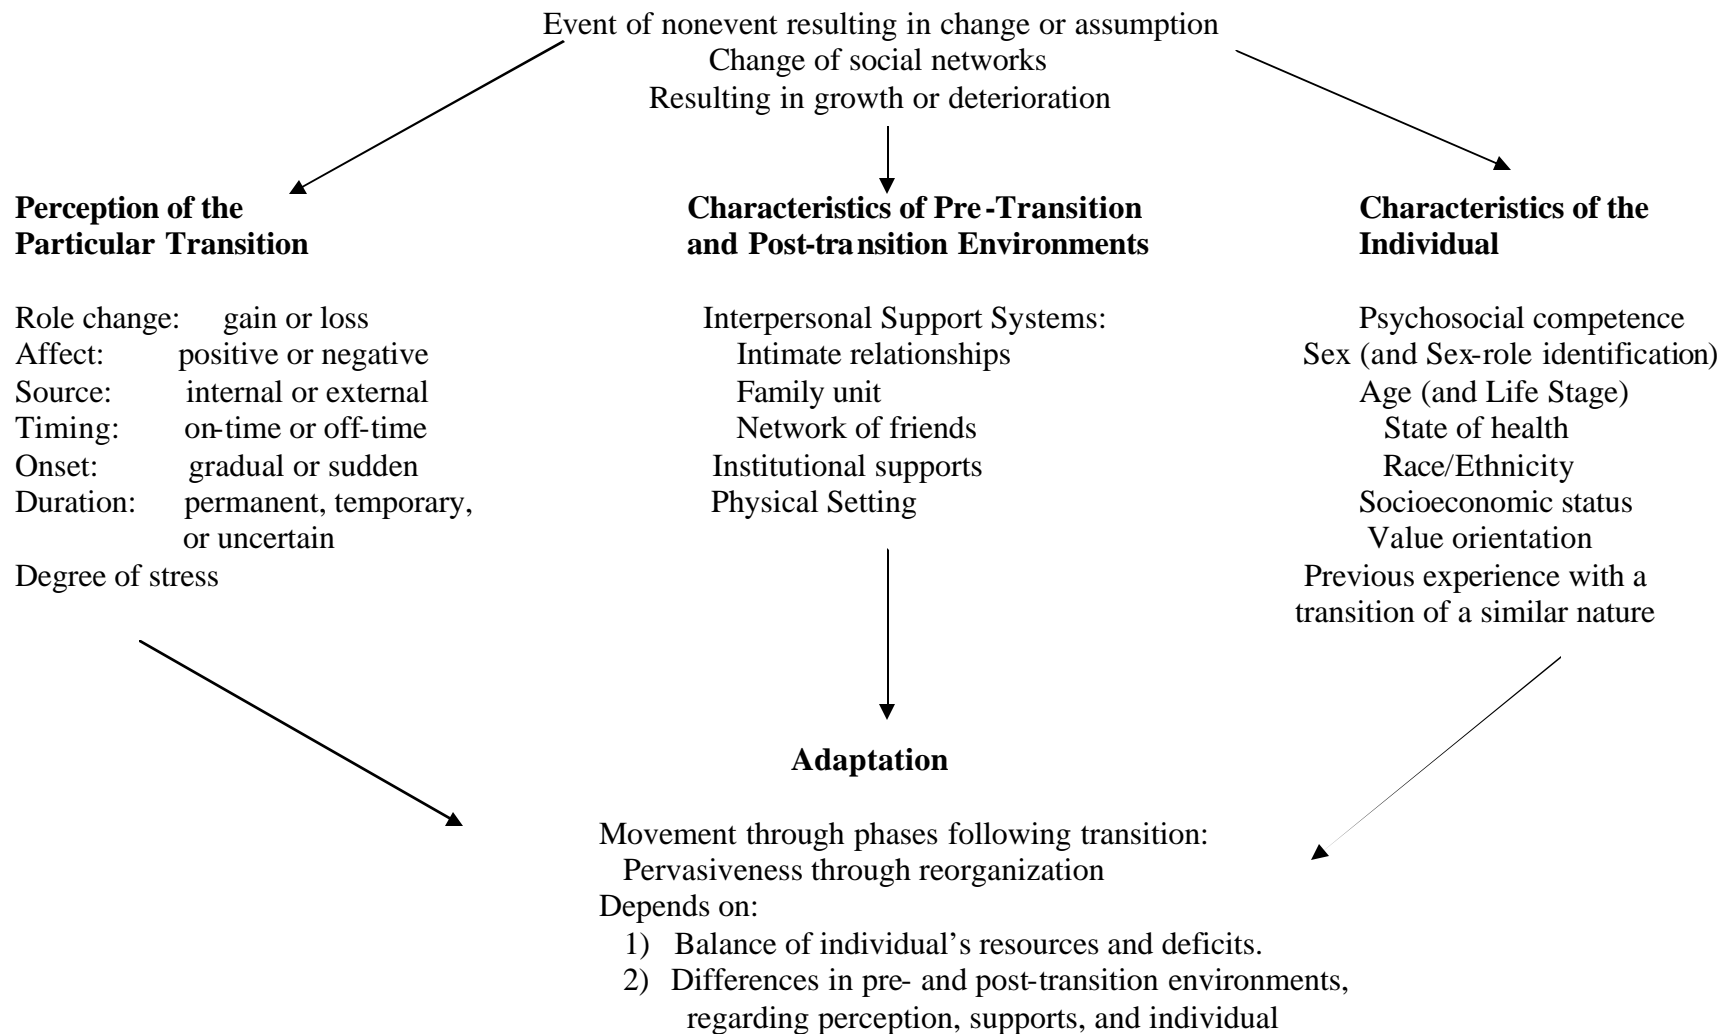 Event of nonevent resulting in change or assumption
Change of social networks
Resulting in growth or deterioration
Perception of the
Particular Transition
Role change: gain or loss
Affect: positive or negative
Source: internal or external
Timing: on-time or off-time
Onset: gradual or sudden
Duration: permanent, temporary,
or uncertain
Degree of stress
Characteristics of Pre-Transition
and Post-transition Environments
Interpersonal Support Systems:
Intimate relationships
Family unit
Network of friends
Institutional supports
Physical Setting
Characteristics of the
Individual
Psychosocial competence
Sex (and Sex-role identification)
Age (and Life Stage)
State of health
Race/Ethnicity
Socioeconomic status
Value orientation
Previous experience with a
transition of a similar nature
Adaptation
Movement through phases following transition:
Pervasiveness through reorganization
Depends on:
1) Balance of individual’s resources and deficits.
2) Differences in pre- and post-transition environments,
regarding perception, supports, and individual